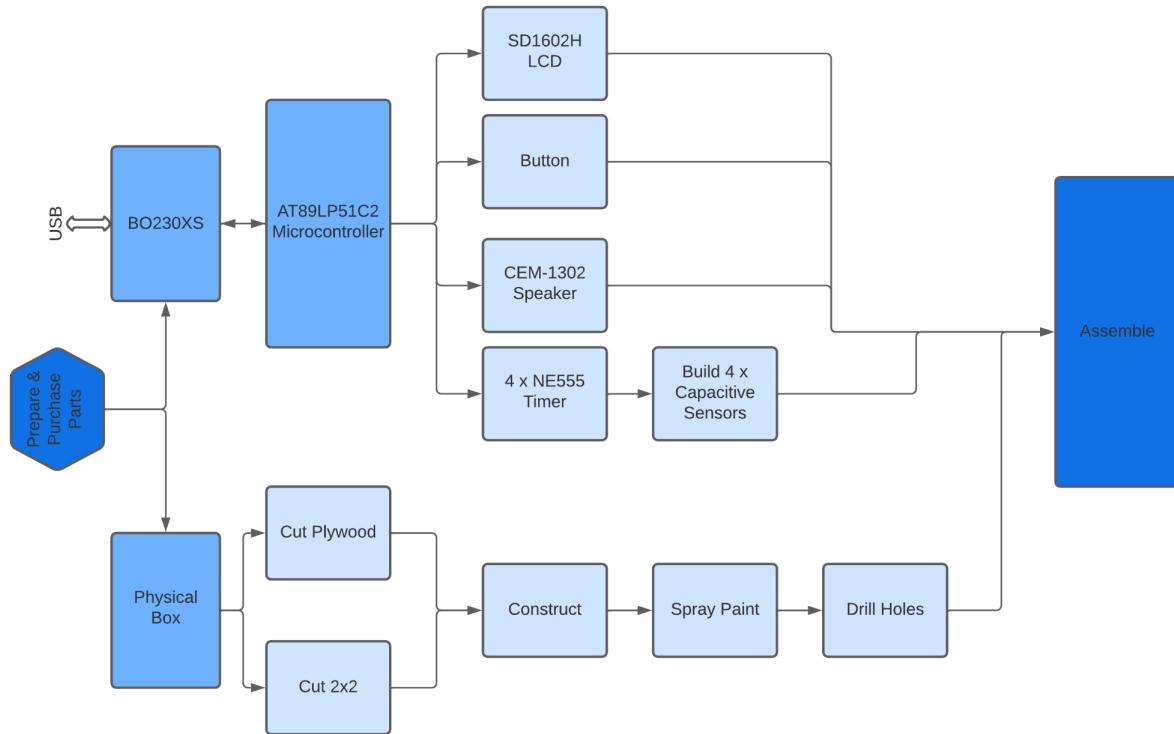 SD1602H
LCD
Button
BO230XS
AT89LP51C2
Microcontroller
USB
CEM-1302
Speaker
Assemble
Prepare &
Purchase
Parts
4 x NE555
Timer
Build 4 x
Capacitive
Sensors
Cut Plywood
Physical
Box
Construct
Spray Paint
Drill Holes
Cut 2x2